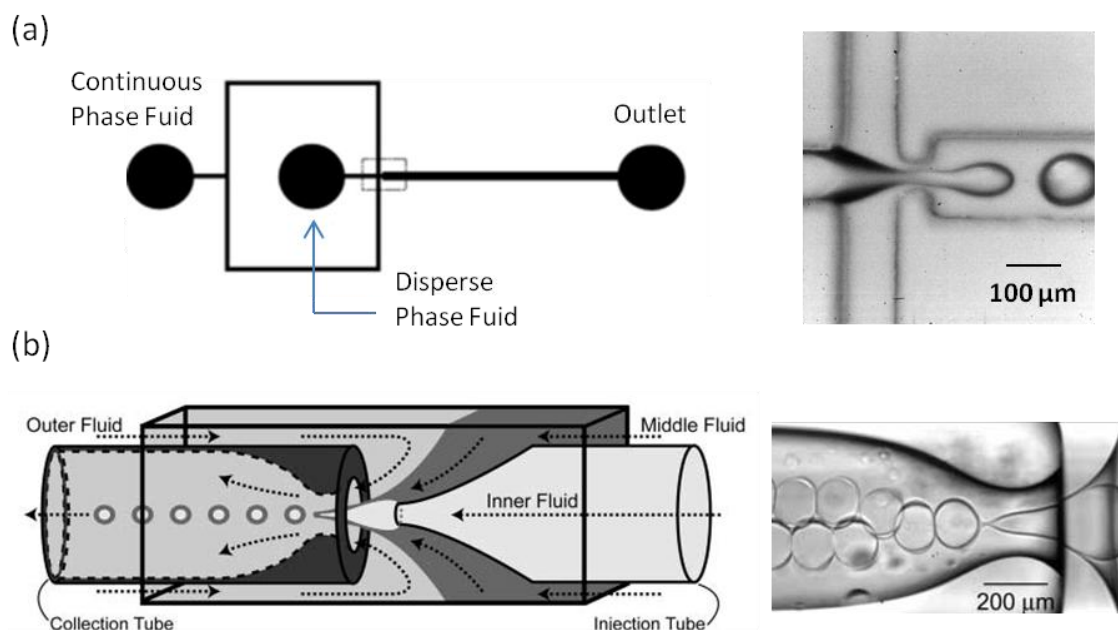 (a)
Continuous
Phase Fuid
Outlet
Disperse
Phase Fuid
100 µm
(b)
Outer Fluid
Middle Fluid
Inner Fluid
Collection Tube
Injection Tube
200 µm